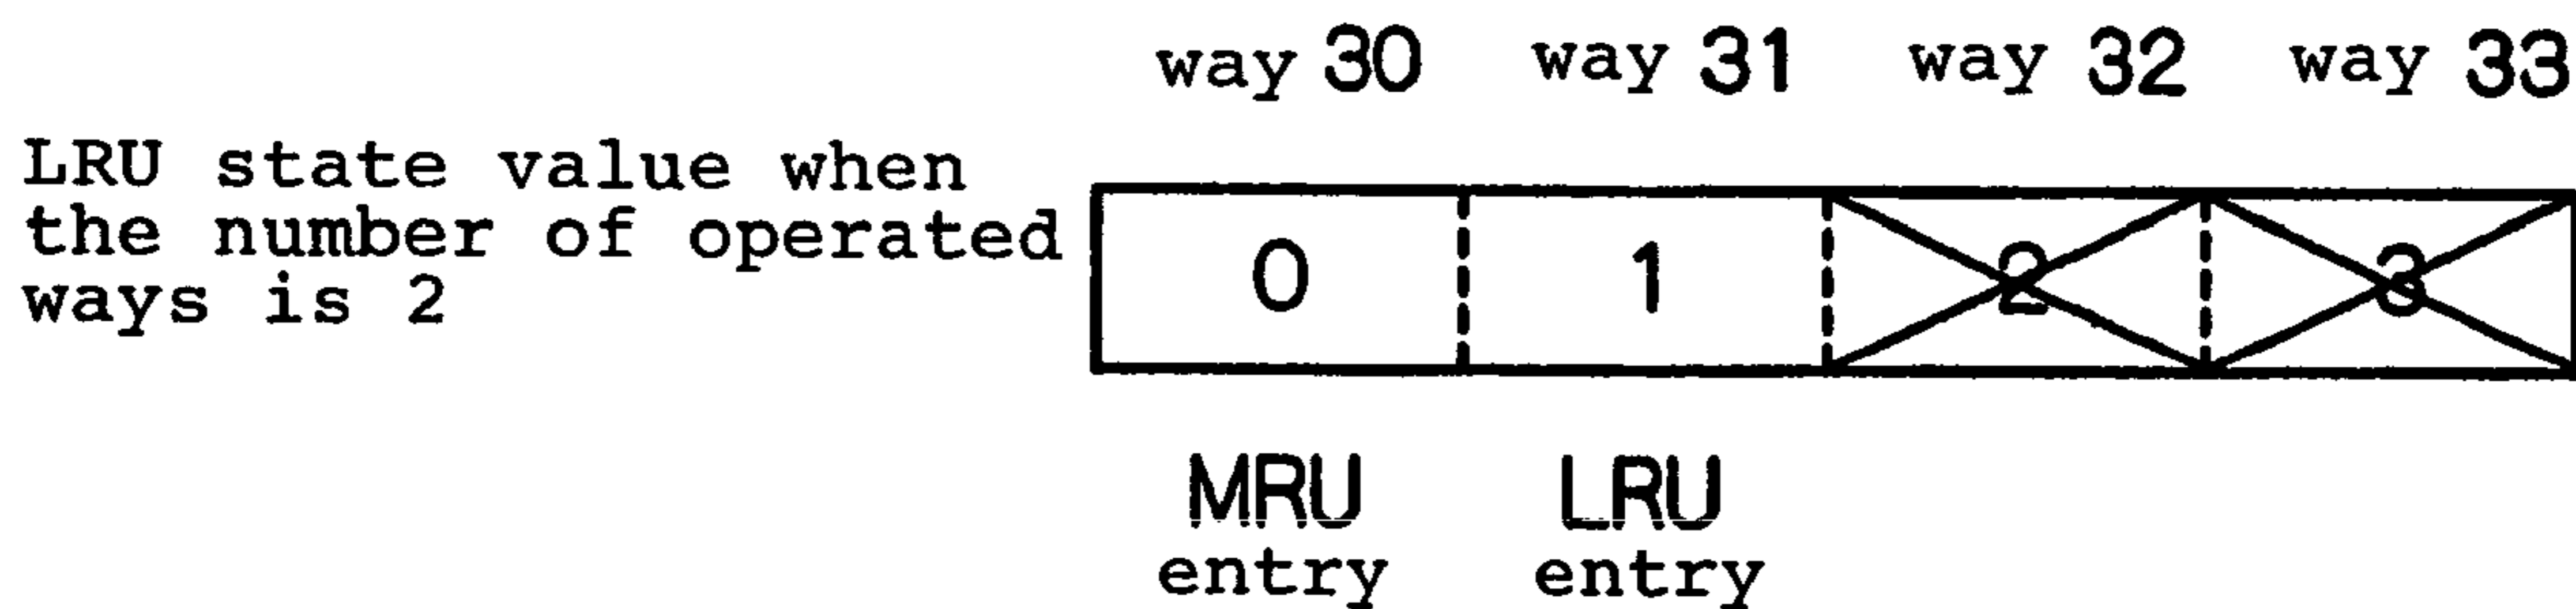 way 30 way 31 way 32 way 33
LRU state value when
the number of operated
ways is 2
0 1 2 3
MRU LRU
entry entry